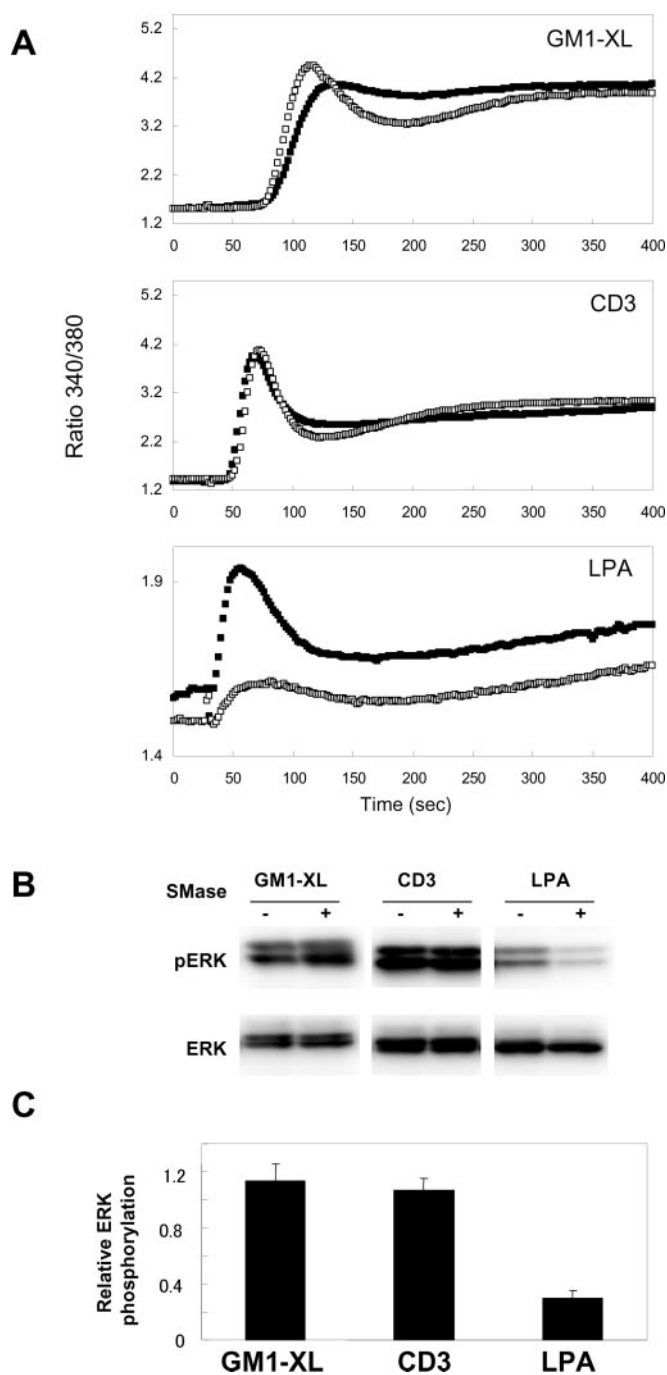 A
GM1-XL
5.2
4.2
3.2
2.2
1.2
0 50 100 150 200 250 300 350 400
CD3
5.2
4.2
3.2
2.2
1.2
0 50 100 150 200 250 300 350 400
Ratio 340/380
LPA
1.9
1.4
0 50 100 150 200 250 300 350 400
Time (sec)
B
GM1-XL CD3 LPA
SMase - + - + - +
pERK
ERK
C
Relative ERK
phosphorylation
1.2
0.8
0.4
0
GM1-XL CD3 LPA